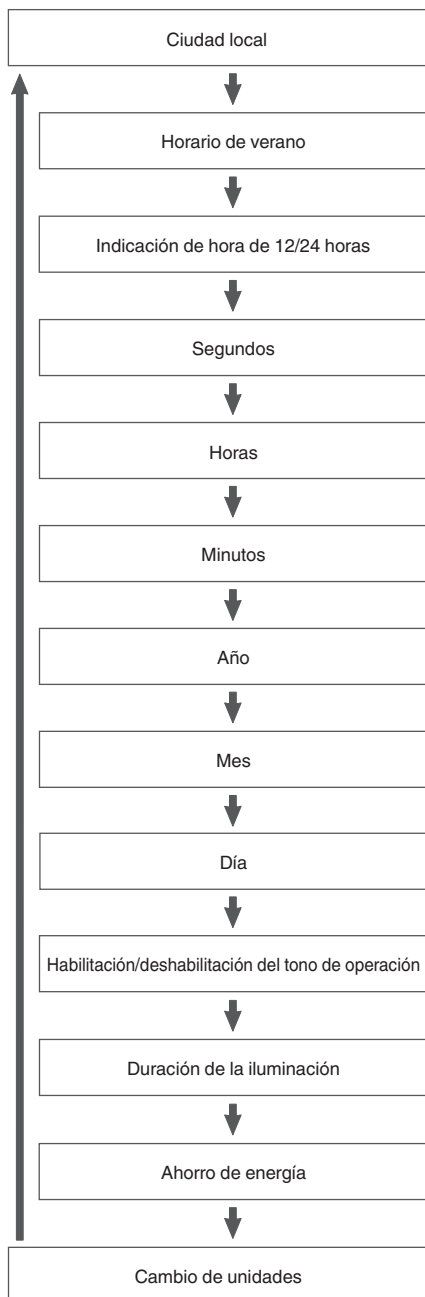 Ciudad local
Horario de verano
Indicación de hora de 12/24 horas
Segundos
Horas
Minutos
Año
Mes
Día
Habilitación/deshabilitación del tono de operación
Duración de la iluminación
Ahorro de energía
Cambio de unidades